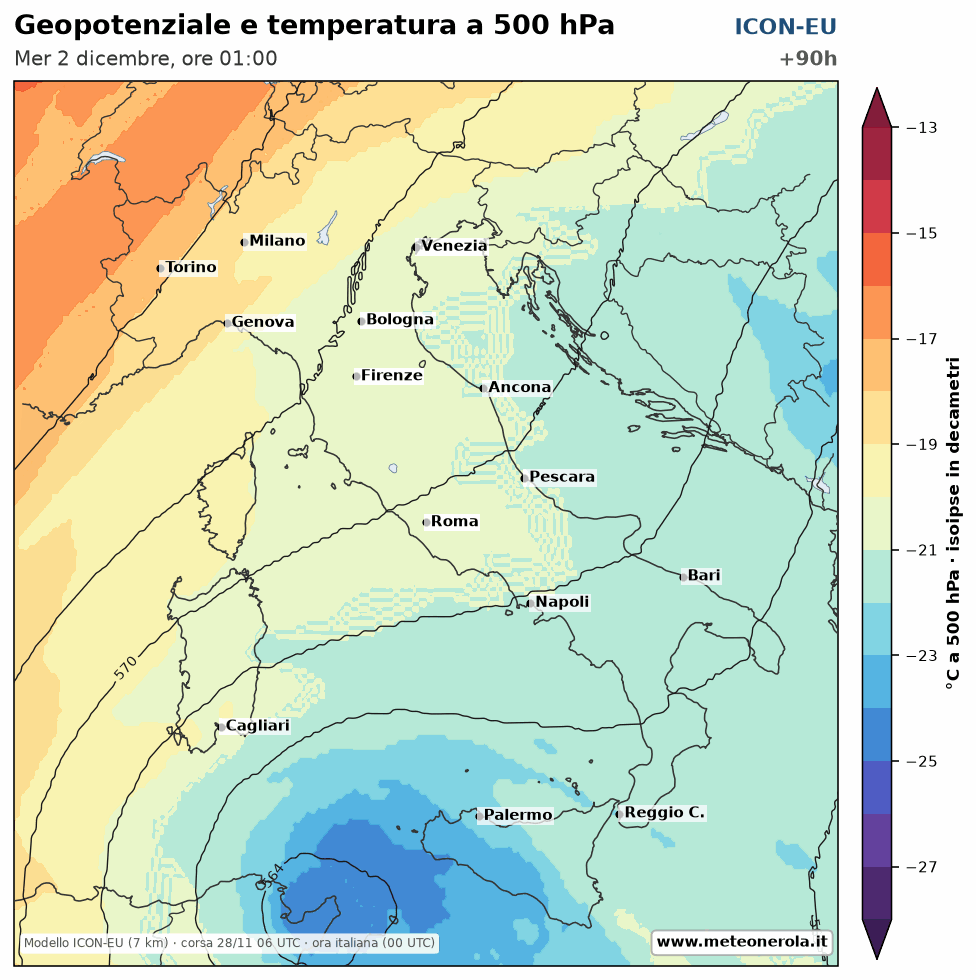 Geopotenziale e temperatura a 500 hPa
ICON-EU
Mer 2 dicembre, ore 01:00
+90h
−13
−15
−17
−19
−21
−23
−25
−27
°C a 500 hPa · isoipse in decametri
Milano
Venezia
Torino
Genova
Bologna
Firenze
Ancona
Pescara
Roma
Bari
Napoli
570
Cagliari
Palermo
Reggio C.
564
Modello ICON-EU (7 km) · corsa 28/11 06 UTC · ora italiana (00 UTC)
www.meteonerola.it